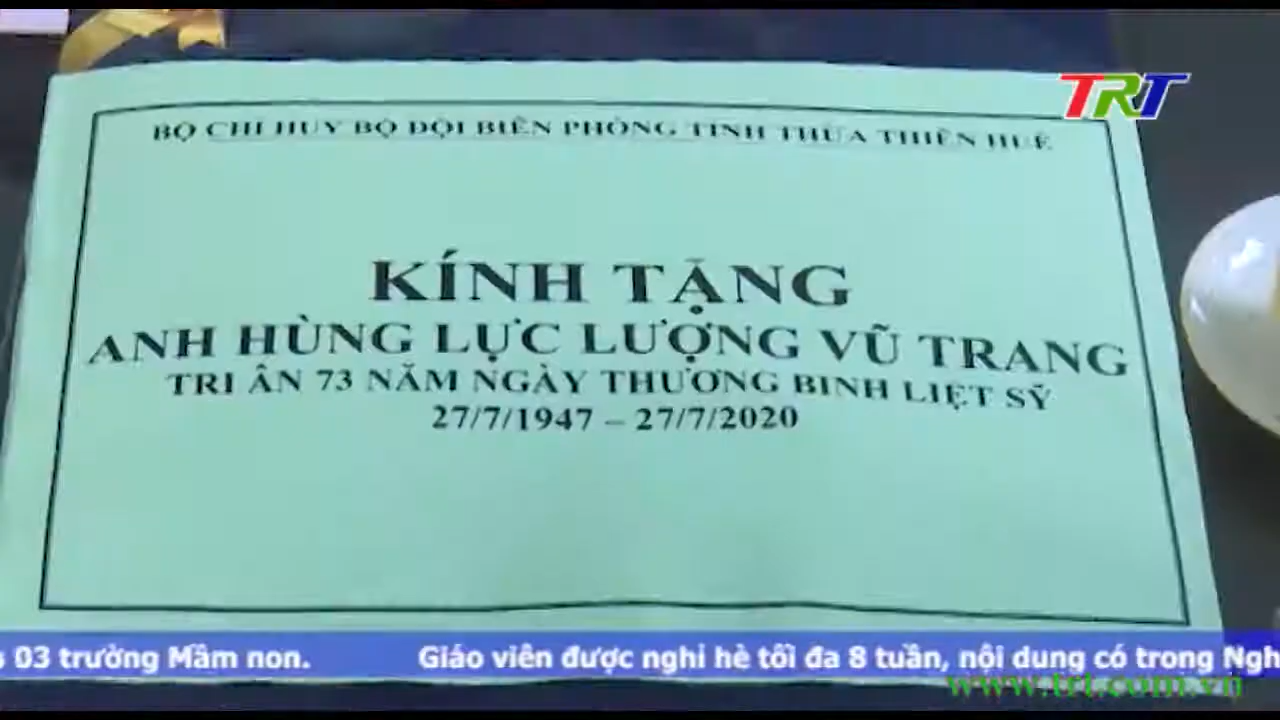 TRT
BỘ CHỈ HUY BỘ ĐỘI BIÊN PHÒNG TỈNH THỪA THIÊN HUẾ
KÍNH TẶNG
ANH HÙNG LỰC LƯỢNG VŨ TRANG
TRI ÂN 73 NĂM NGÀY THƯƠNG BINH LIỆT SỸ
27/7/1947 – 27/7/2020
03 trường Mầm non. Giáo viên được nghỉ hè tối đa 8 tuần, nội dung có trong Ngh
www.trt.com.vn